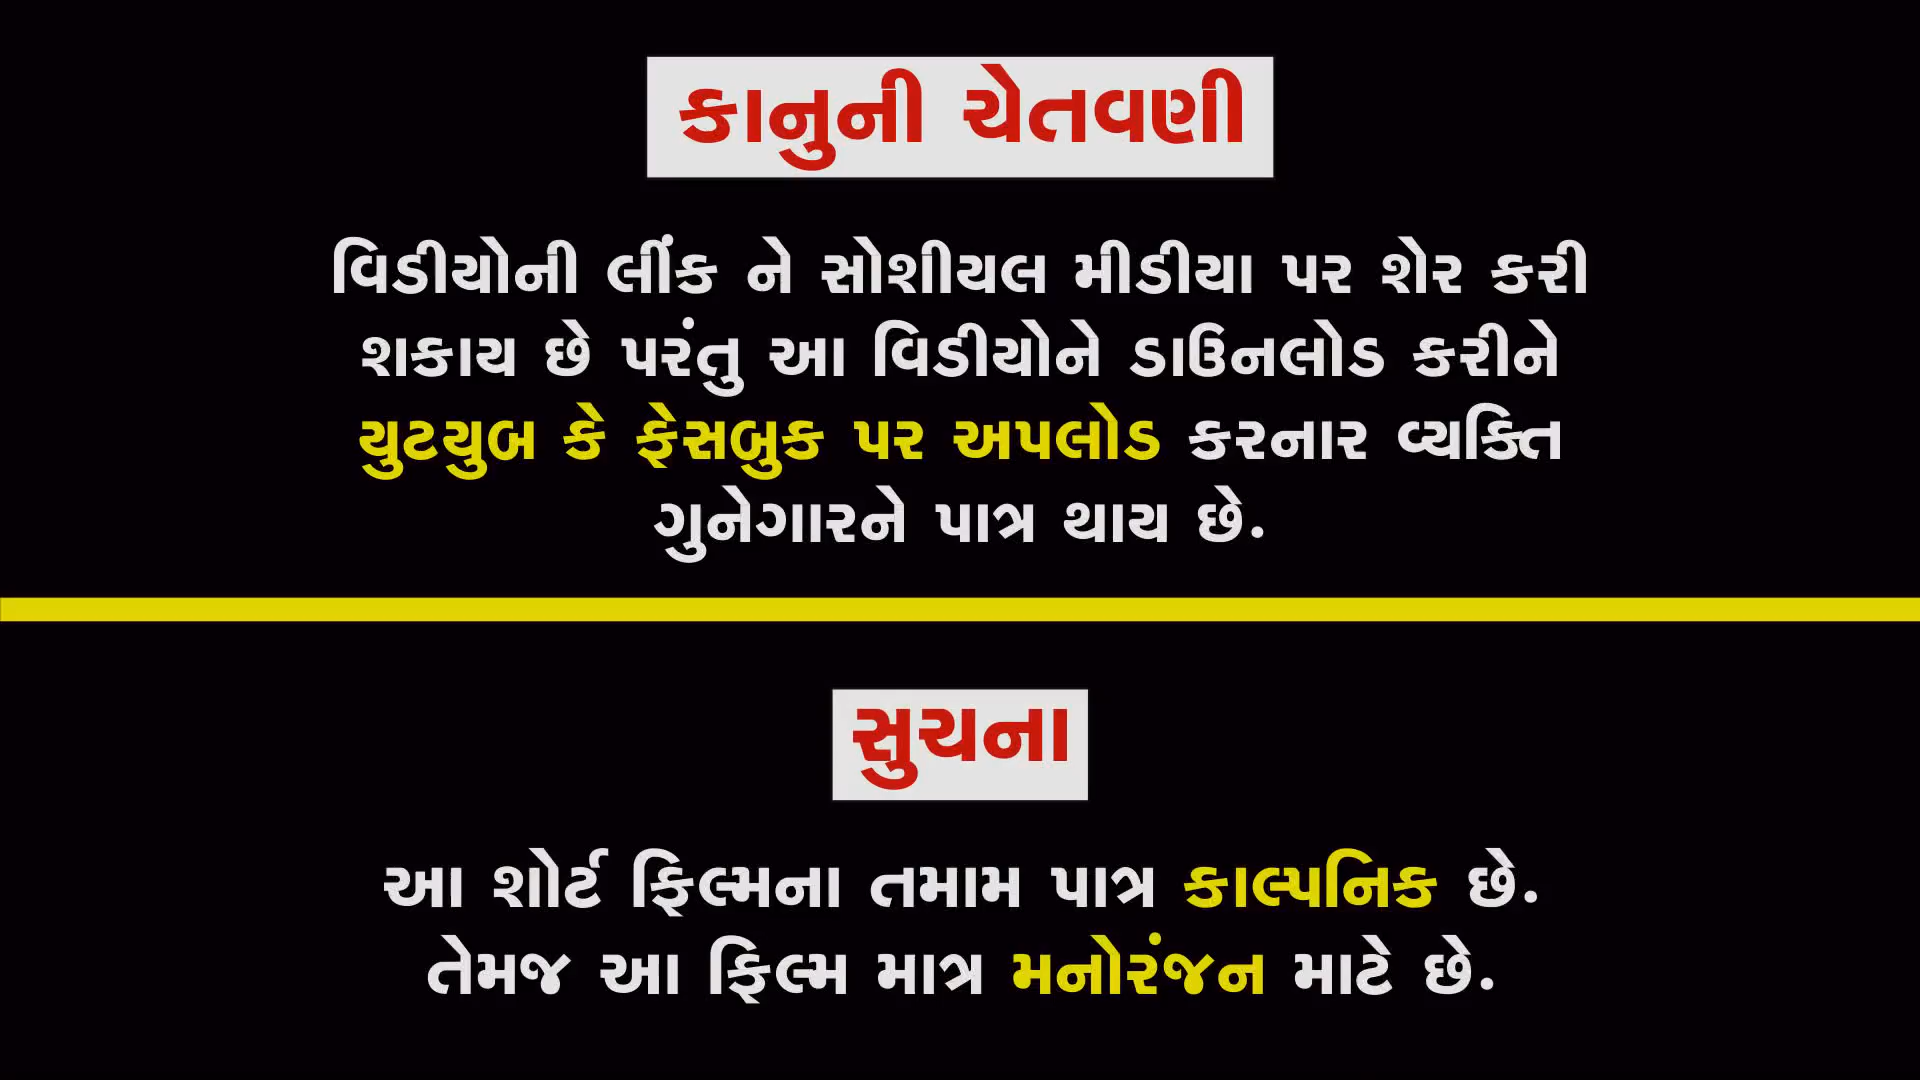 કાનુની ચેતવણી
વિડીયોની લીંક ને સોશીયલ મીડીયા પર શેર કરી
શકાય છે પરંતુ આ વિડીયોને ડાઉનલોડ કરીને
યુટયુબ કે ફેસબુક પર અપલોડ કરનાર વ્યક્તિ
ગુનેગારને પાત્ર થાય છે.
સુચના
આ શોર્ટ ફિલ્મના તમામ પાત્ર કાલ્પનિક છે.
તેમજ આ ફિલ્મ માત્ર મનોરંજન માટે છે.